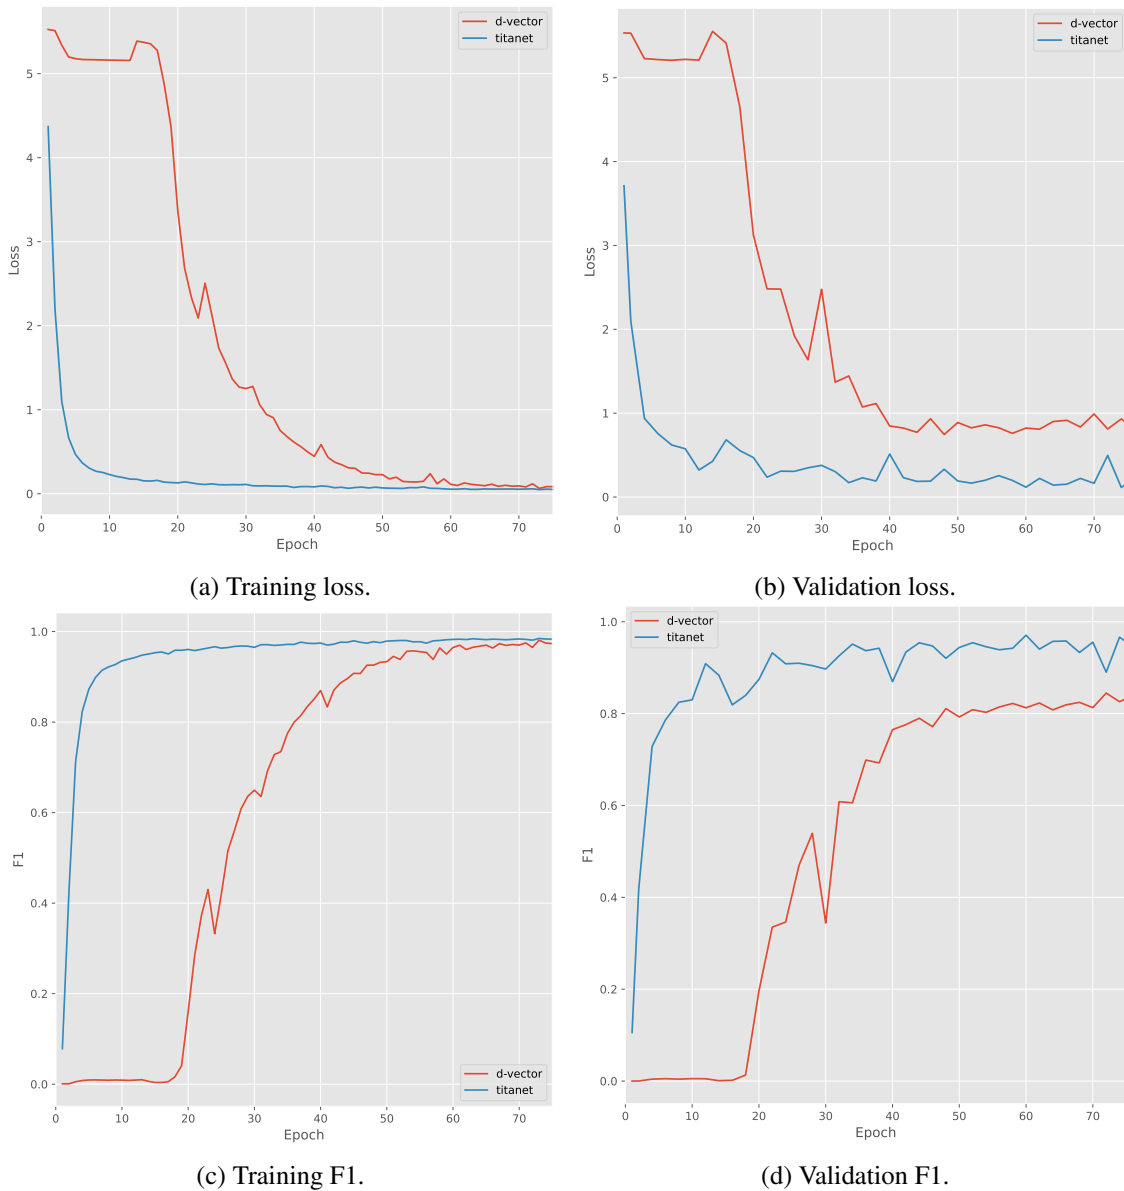 d-vector
titanet
5
4
3
2
1
0
Loss
0 10 20 30 40 50 60 70
Epoch
(a) Training loss.
d-vector
titanet
5
4
3
2
1
0
Loss
0 10 20 30 40 50 60 70
Epoch
(b) Validation loss.
1.0
0.8
0.6
0.4
0.2
0.0
F1
d-vector
titanet
0 10 20 30 40 50 60 70
Epoch
(c) Training F1.
d-vector
titanet
1.0
0.8
0.6
0.4
0.2
0.0
F1
0 10 20 30 40 50 60 70
Epoch
(d) Validation F1.